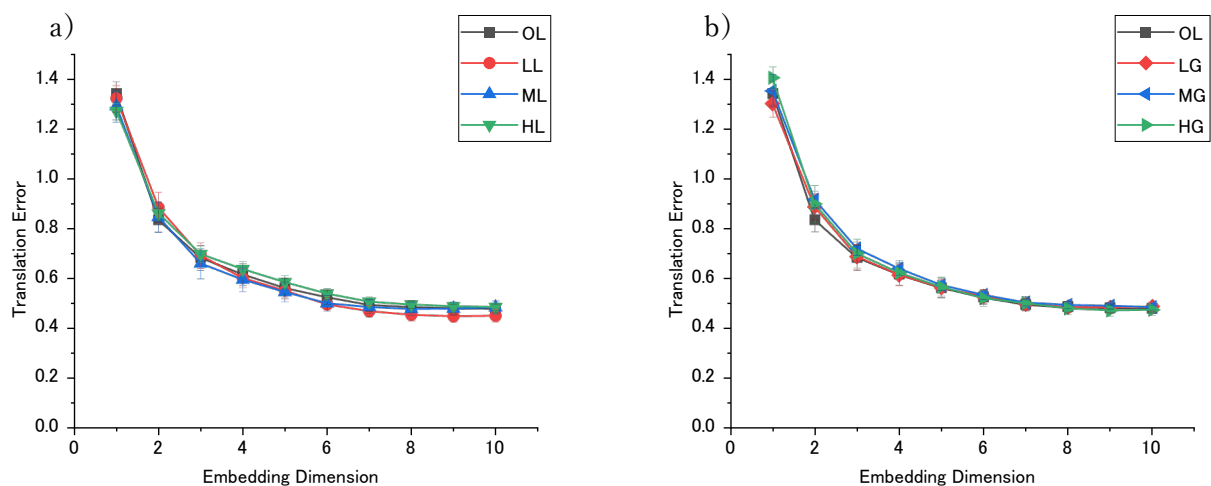 a)
OL
LL
ML
HL
1.4
1.2
1.0
0.8
0.6
0.4
0.2
0.0
Translation Error
0
2
4
6
8
10
Embedding Dimension
b)
OL
LG
MG
HG
1.4
1.2
1.0
0.8
0.6
0.4
0.2
0.0
Translation Error
0
2
4
6
8
10
Embedding Dimension